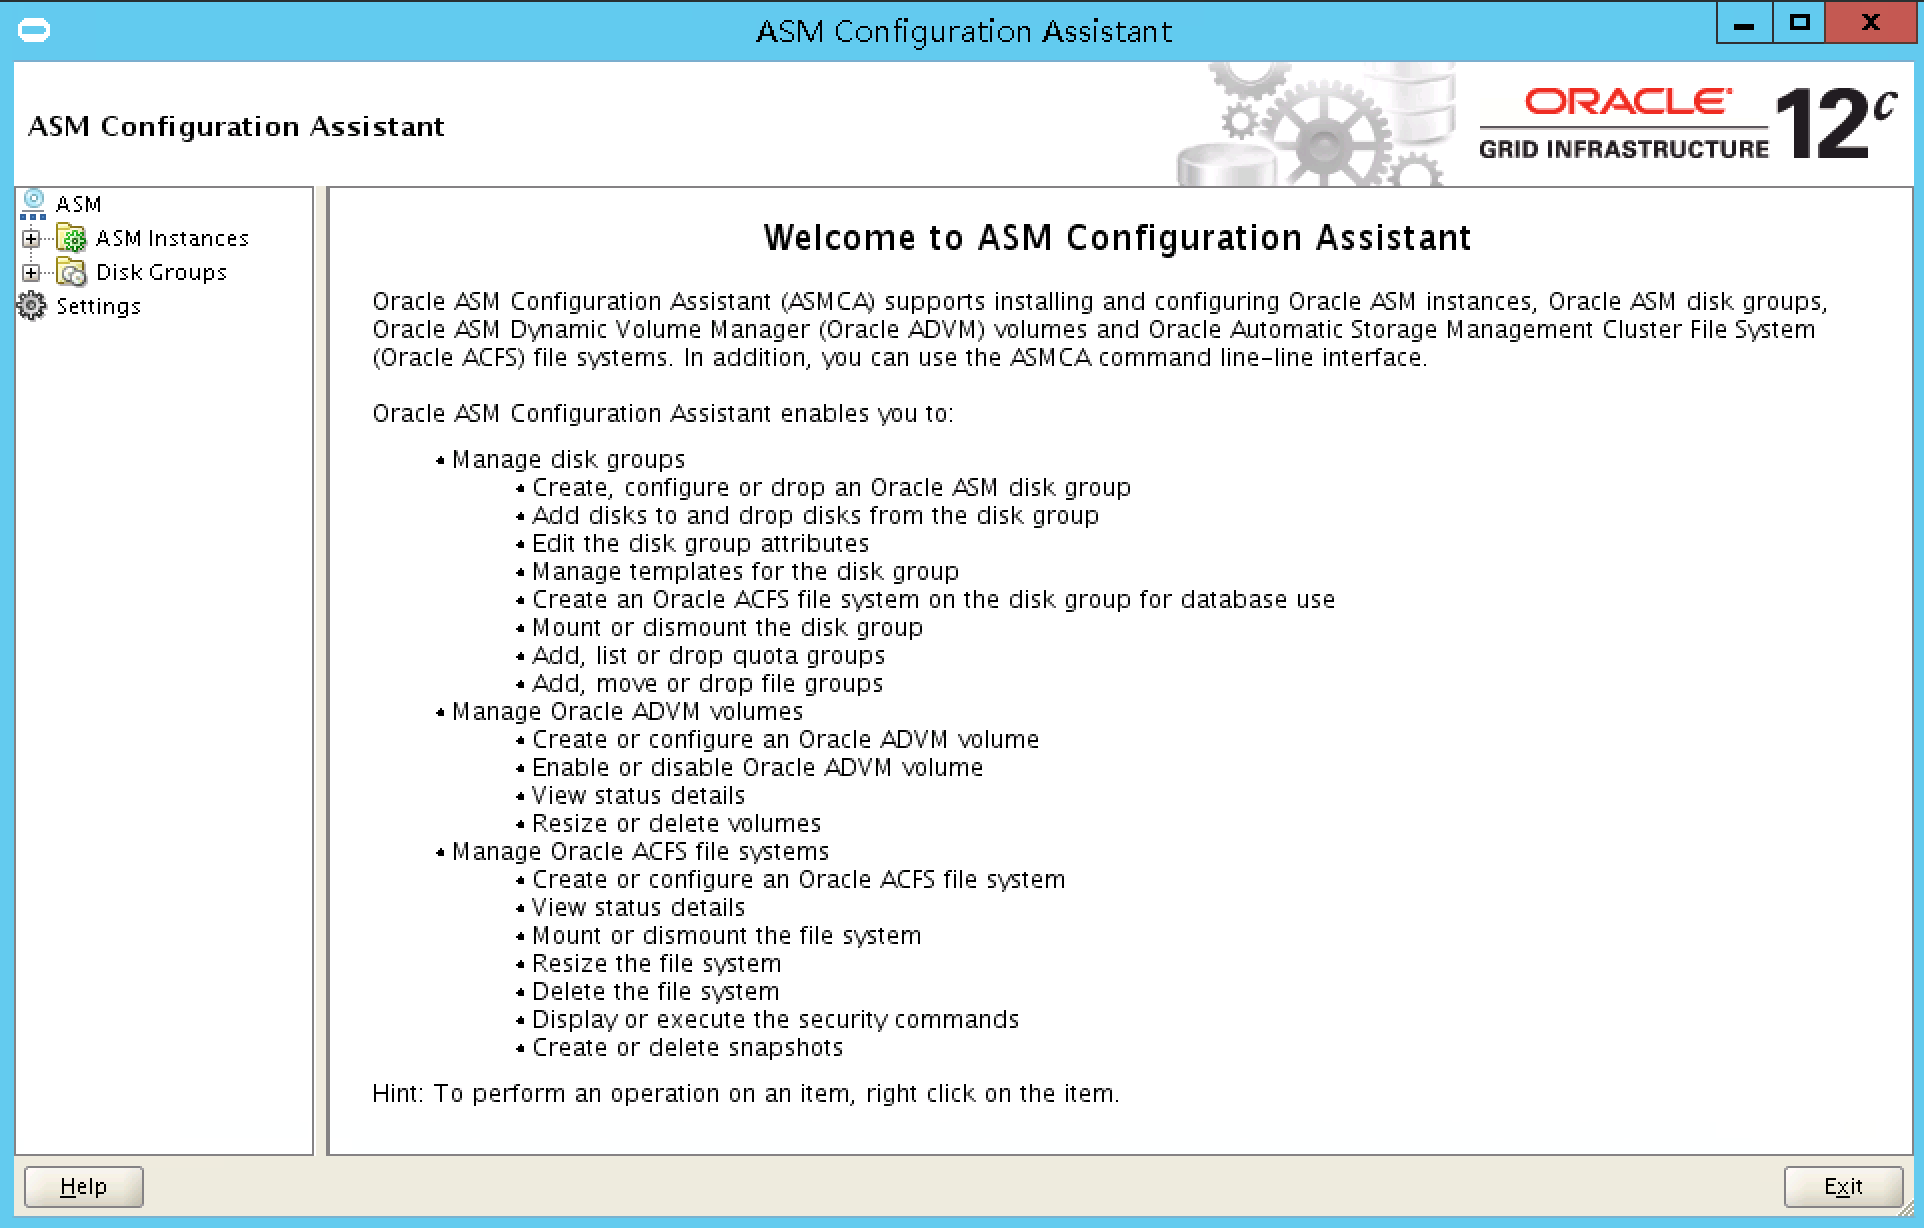 ASM Configuration Assistant
X
ASM Configuration Assistant
ORACLE
GRID INFRASTRUCTURE
12c
ASM
ASM Instances
Disk Groups
Settings
Welcome to ASM Configuration Assistant
Oracle ASM Configuration Assistant (ASMCA) supports installing and configuring Oracle ASM instances, Oracle ASM disk groups,
Oracle ASM Dynamic Volume Manager (Oracle ADVM) volumes and Oracle Automatic Storage Management Cluster File System
(Oracle ACFS) file systems. In addition, you can use the ASMCA command line-line interface.
Oracle ASM Configuration Assistant enables you to:
• Manage disk groups
• Create, configure or drop an Oracle ASM disk group
• Add disks to and drop disks from the disk group
• Edit the disk group attributes
• Manage templates for the disk group
• Create an Oracle ACFS file system on the disk group for database use
• Mount or dismount the disk group
• Add, list or drop quota groups
• Add, move or drop file groups
• Manage Oracle ADVM volumes
• Create or configure an Oracle ADVM volume
• Enable or disable Oracle ADVM volume
• View status details
• Resize or delete volumes
• Manage Oracle ACFS file systems
• Create or configure an Oracle ACFS file system
• View status details
• Mount or dismount the file system
• Resize the file system
• Delete the file system
• Display or execute the security commands
• Create or delete snapshots
Hint: To perform an operation on an item, right click on the item.
Help
Exit